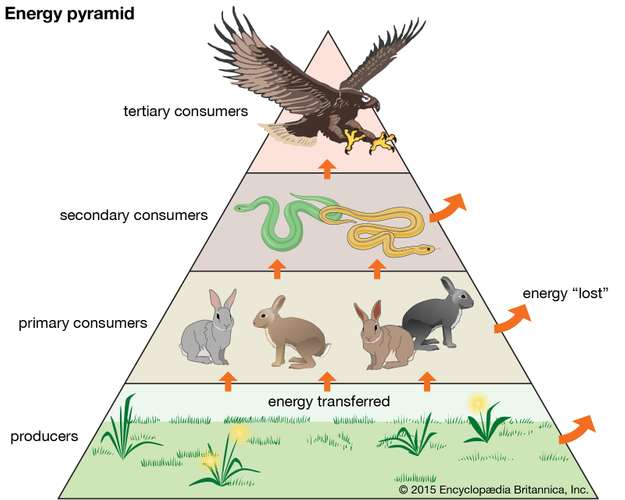 Energy pyramid
tertiary consumers
secondary consumers
energy “lost”
primary consumers
energy transferred
producers
© 2015 Encyclopædia Britannica, Inc.